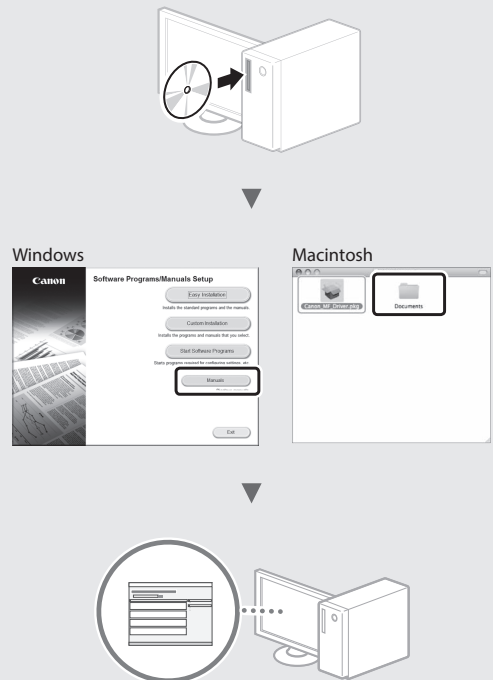 Windows
Macintosh
Canon
Software Programs/Manuals Setup
Easy Installation
Installs the standard programs and the manuals.
Custom Installation
Installs the programs and manuals that you select.
Start Software Programs
Starts programs required for configuring settings, etc.
Manuals
Exit
Canon_MF_Driver.pkg
Documents